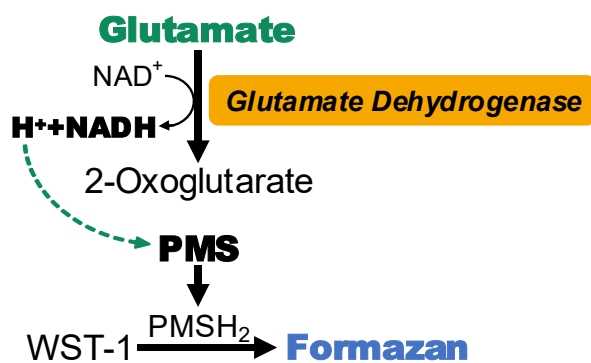 Glutamate
NAD⁺
Glutamate Dehydrogenase
H⁺+NADH
2-Oxoglutarate
PMS
PMSH₂
WST-1
Formazan